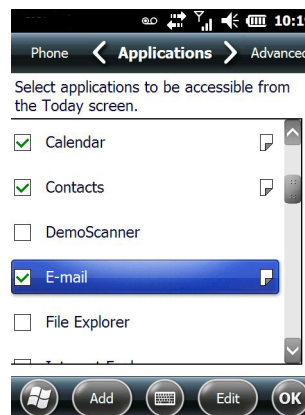 10:1
Phone Applications Advanced
Select applications to be accessible from
the Today screen.
Calendar
Contacts
DemoScanner
E-mail
File Explorer
Add Edit OK